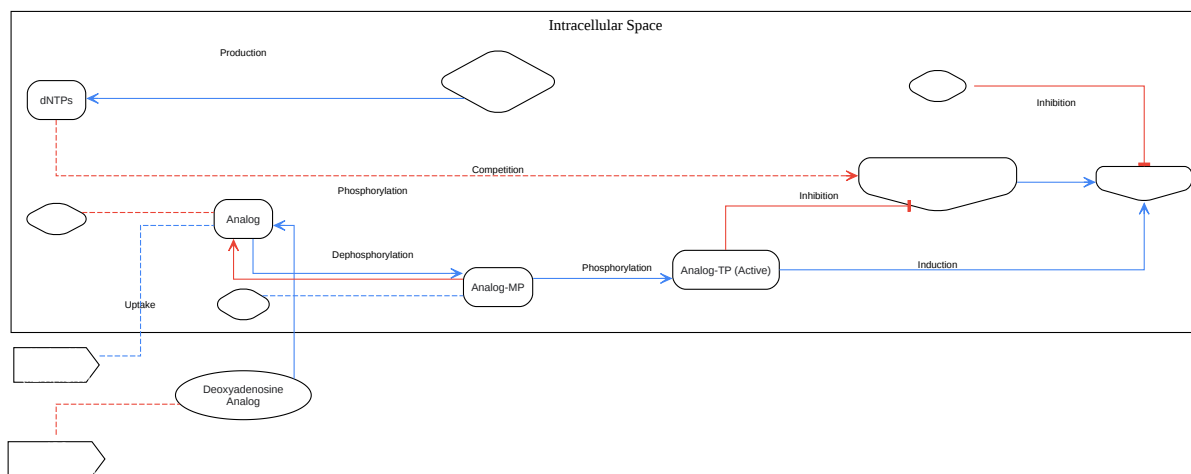 Intracellular Space
Production
dNTPs
Inhibition
Competition
Phosphorylation
Inhibition
Analog
Dephosphorylation
Phosphorylation
Analog-TP (Active)
Induction
Analog-MP
Uptake
Deoxyadenosine
Analog